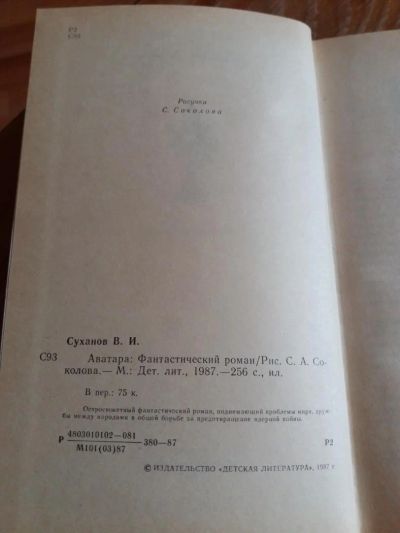 Р2
С93
Рисунки
С. Соколова
Суханов В. И.
С93 Аватара: Фантастический роман/Рис. С. А. Со-
колова.— М.: Дет. лит., 1987.—256 с., ил.
В пер.: 75 к.
Остросюжетный фантастический роман, поднимающий проблемы мира, друж-
бы между народами в общей борьбе за предотвращение ядерной войны.
Р 4803010102—081 380—87 Р2
М101(03)87
© ИЗДАТЕЛЬСТВО «ДЕТСКАЯ ЛИТЕРАТУРА», 1987 г.